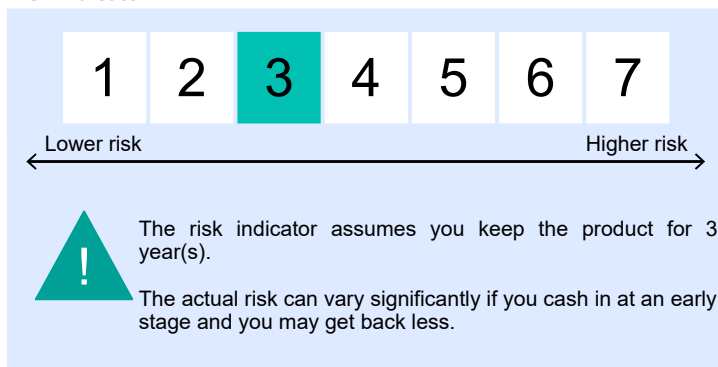 1 2 3 4 5 6 7
Lower risk Higher risk
!
The risk indicator assumes you keep the product for 3
year(s).
The actual risk can vary significantly if you cash in at an early
stage and you may get back less.